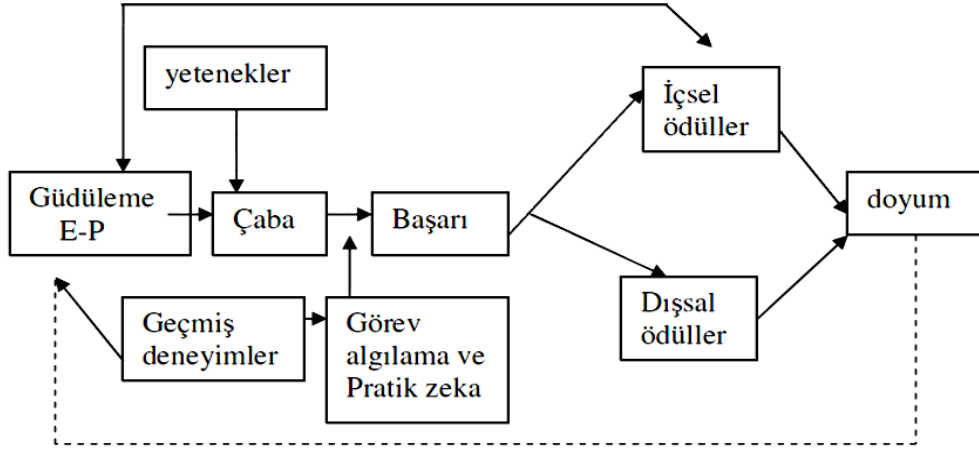 yetenekler
İçsel
ödüller
Güdüleme
E-P
Çaba
Başarı
doyum
Geçmiş
deneyimler
Görev
algılama ve
Pratik zeka
Dışsal
ödüller